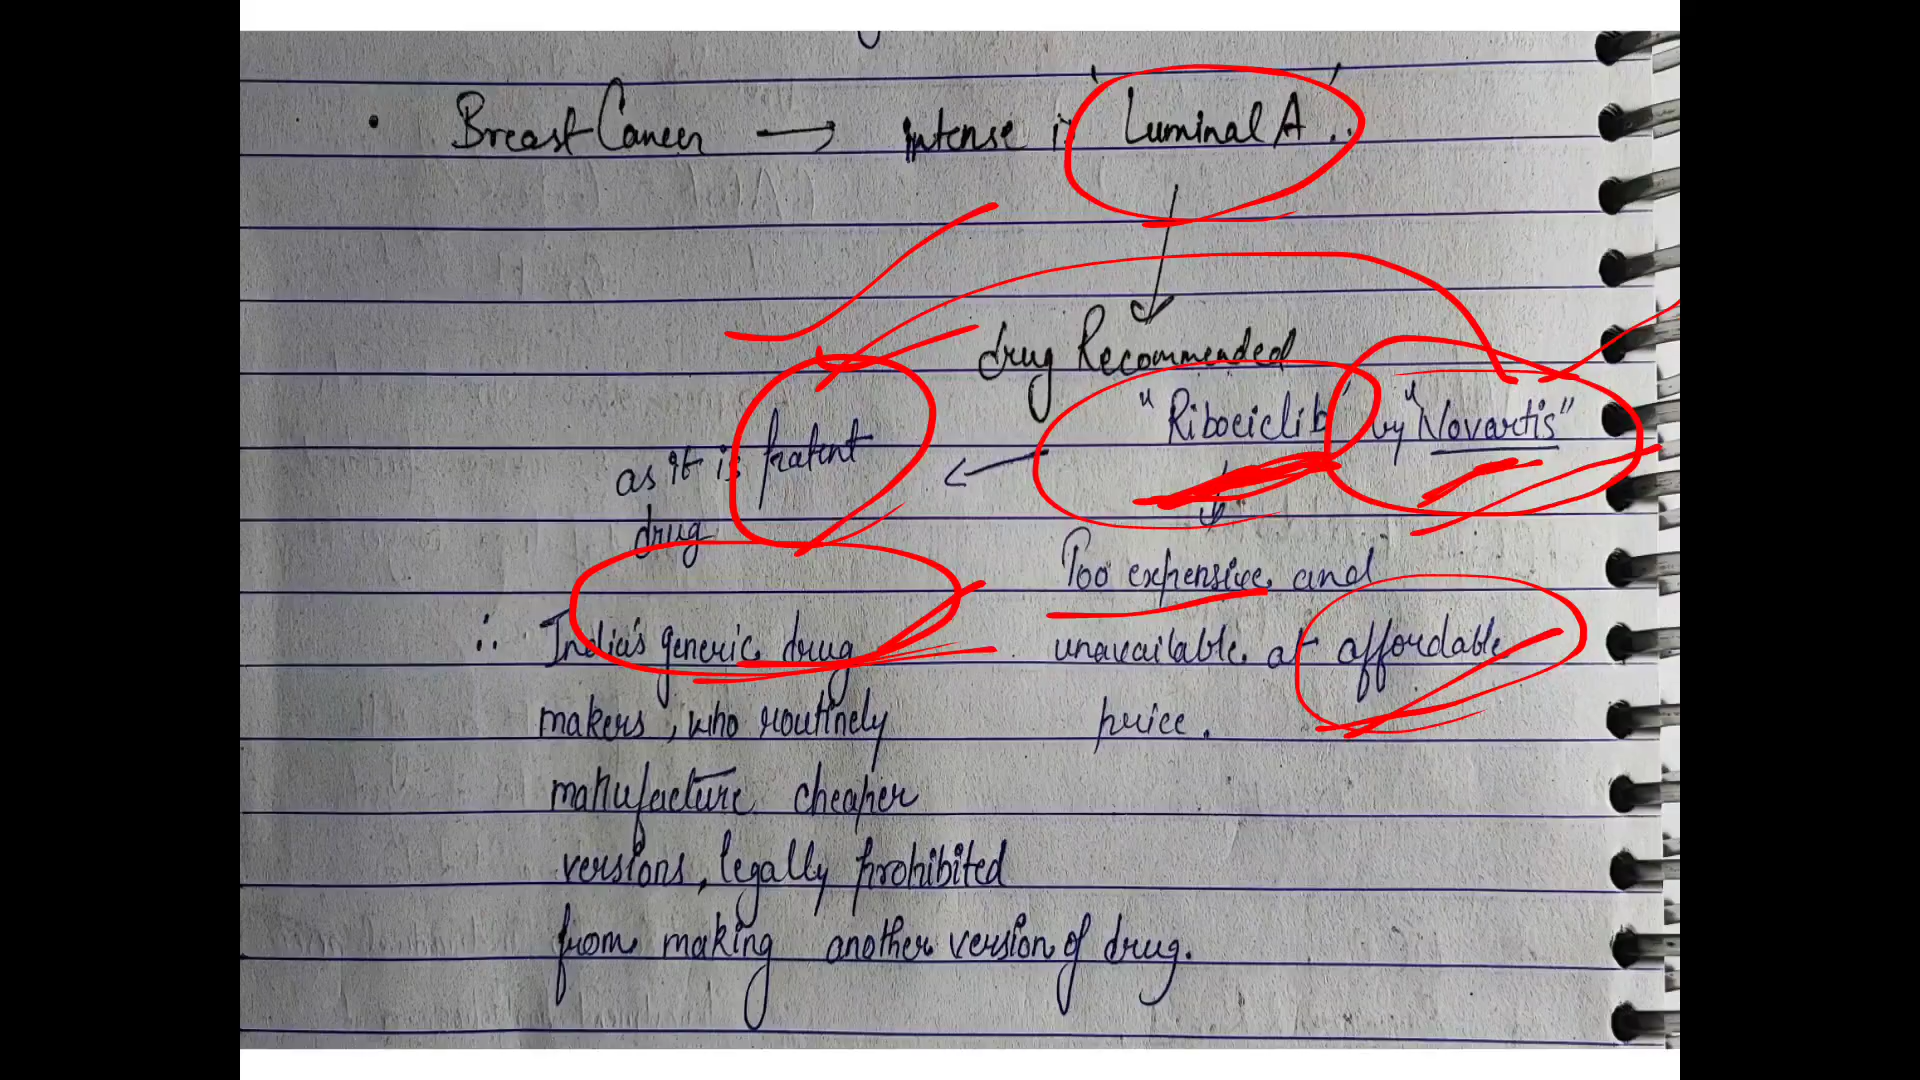 • Breast Cancer → intense in 'Luminal A'..
drug Recommended
"Ribociclib" by "Novartis"
as it is patent
drug
Too expensive and
unavailable at affordable
price.
∴ India's generic drug
makers, who routinely
manufacture cheaper
versions, legally prohibited
from making another version of drug.